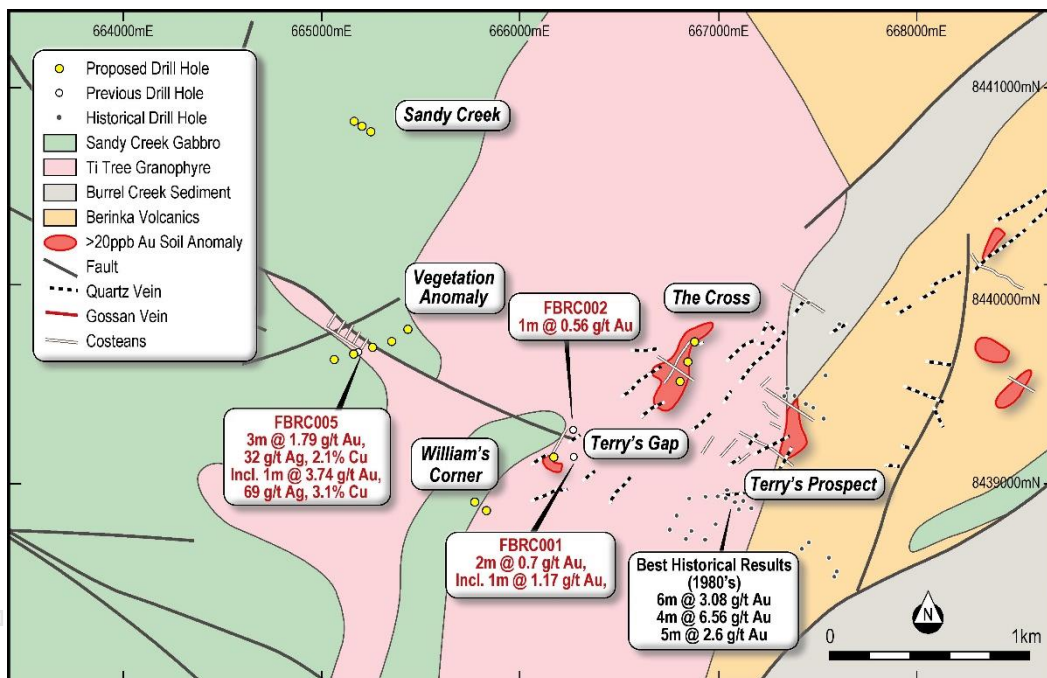 664000mE
665000mE
666000mE
667000mE
668000mE
8441000mN
8440000mN
8439000mN
Proposed Drill Hole
Previous Drill Hole
Historical Drill Hole
Sandy Creek Gabbro
Ti Tree Granophyre
Burrel Creek Sediment
Berinka Volcanics
>20ppb Au Soil Anomaly
Fault
Quartz Vein
Gossan Vein
Costeans
Sandy Creek
Vegetation
Anomaly
FBRC002
1m @ 0.56 g/t Au
The Cross
FBRC005
3m @ 1.79 g/t Au,
32 g/t Ag, 2.1% Cu
Incl. 1m @ 3.74 g/t Au,
69 g/t Ag, 3.1% Cu
William's
Corner
Terry's Gap
Terry's Prospect
FBRC001
2m @ 0.7 g/t Au,
Incl. 1m @ 1.17 g/t Au,
Best Historical Results
(1980's)
6m @ 3.08 g/t Au
4m @ 6.56 g/t Au
5m @ 2.6 g/t Au
N
0
1km